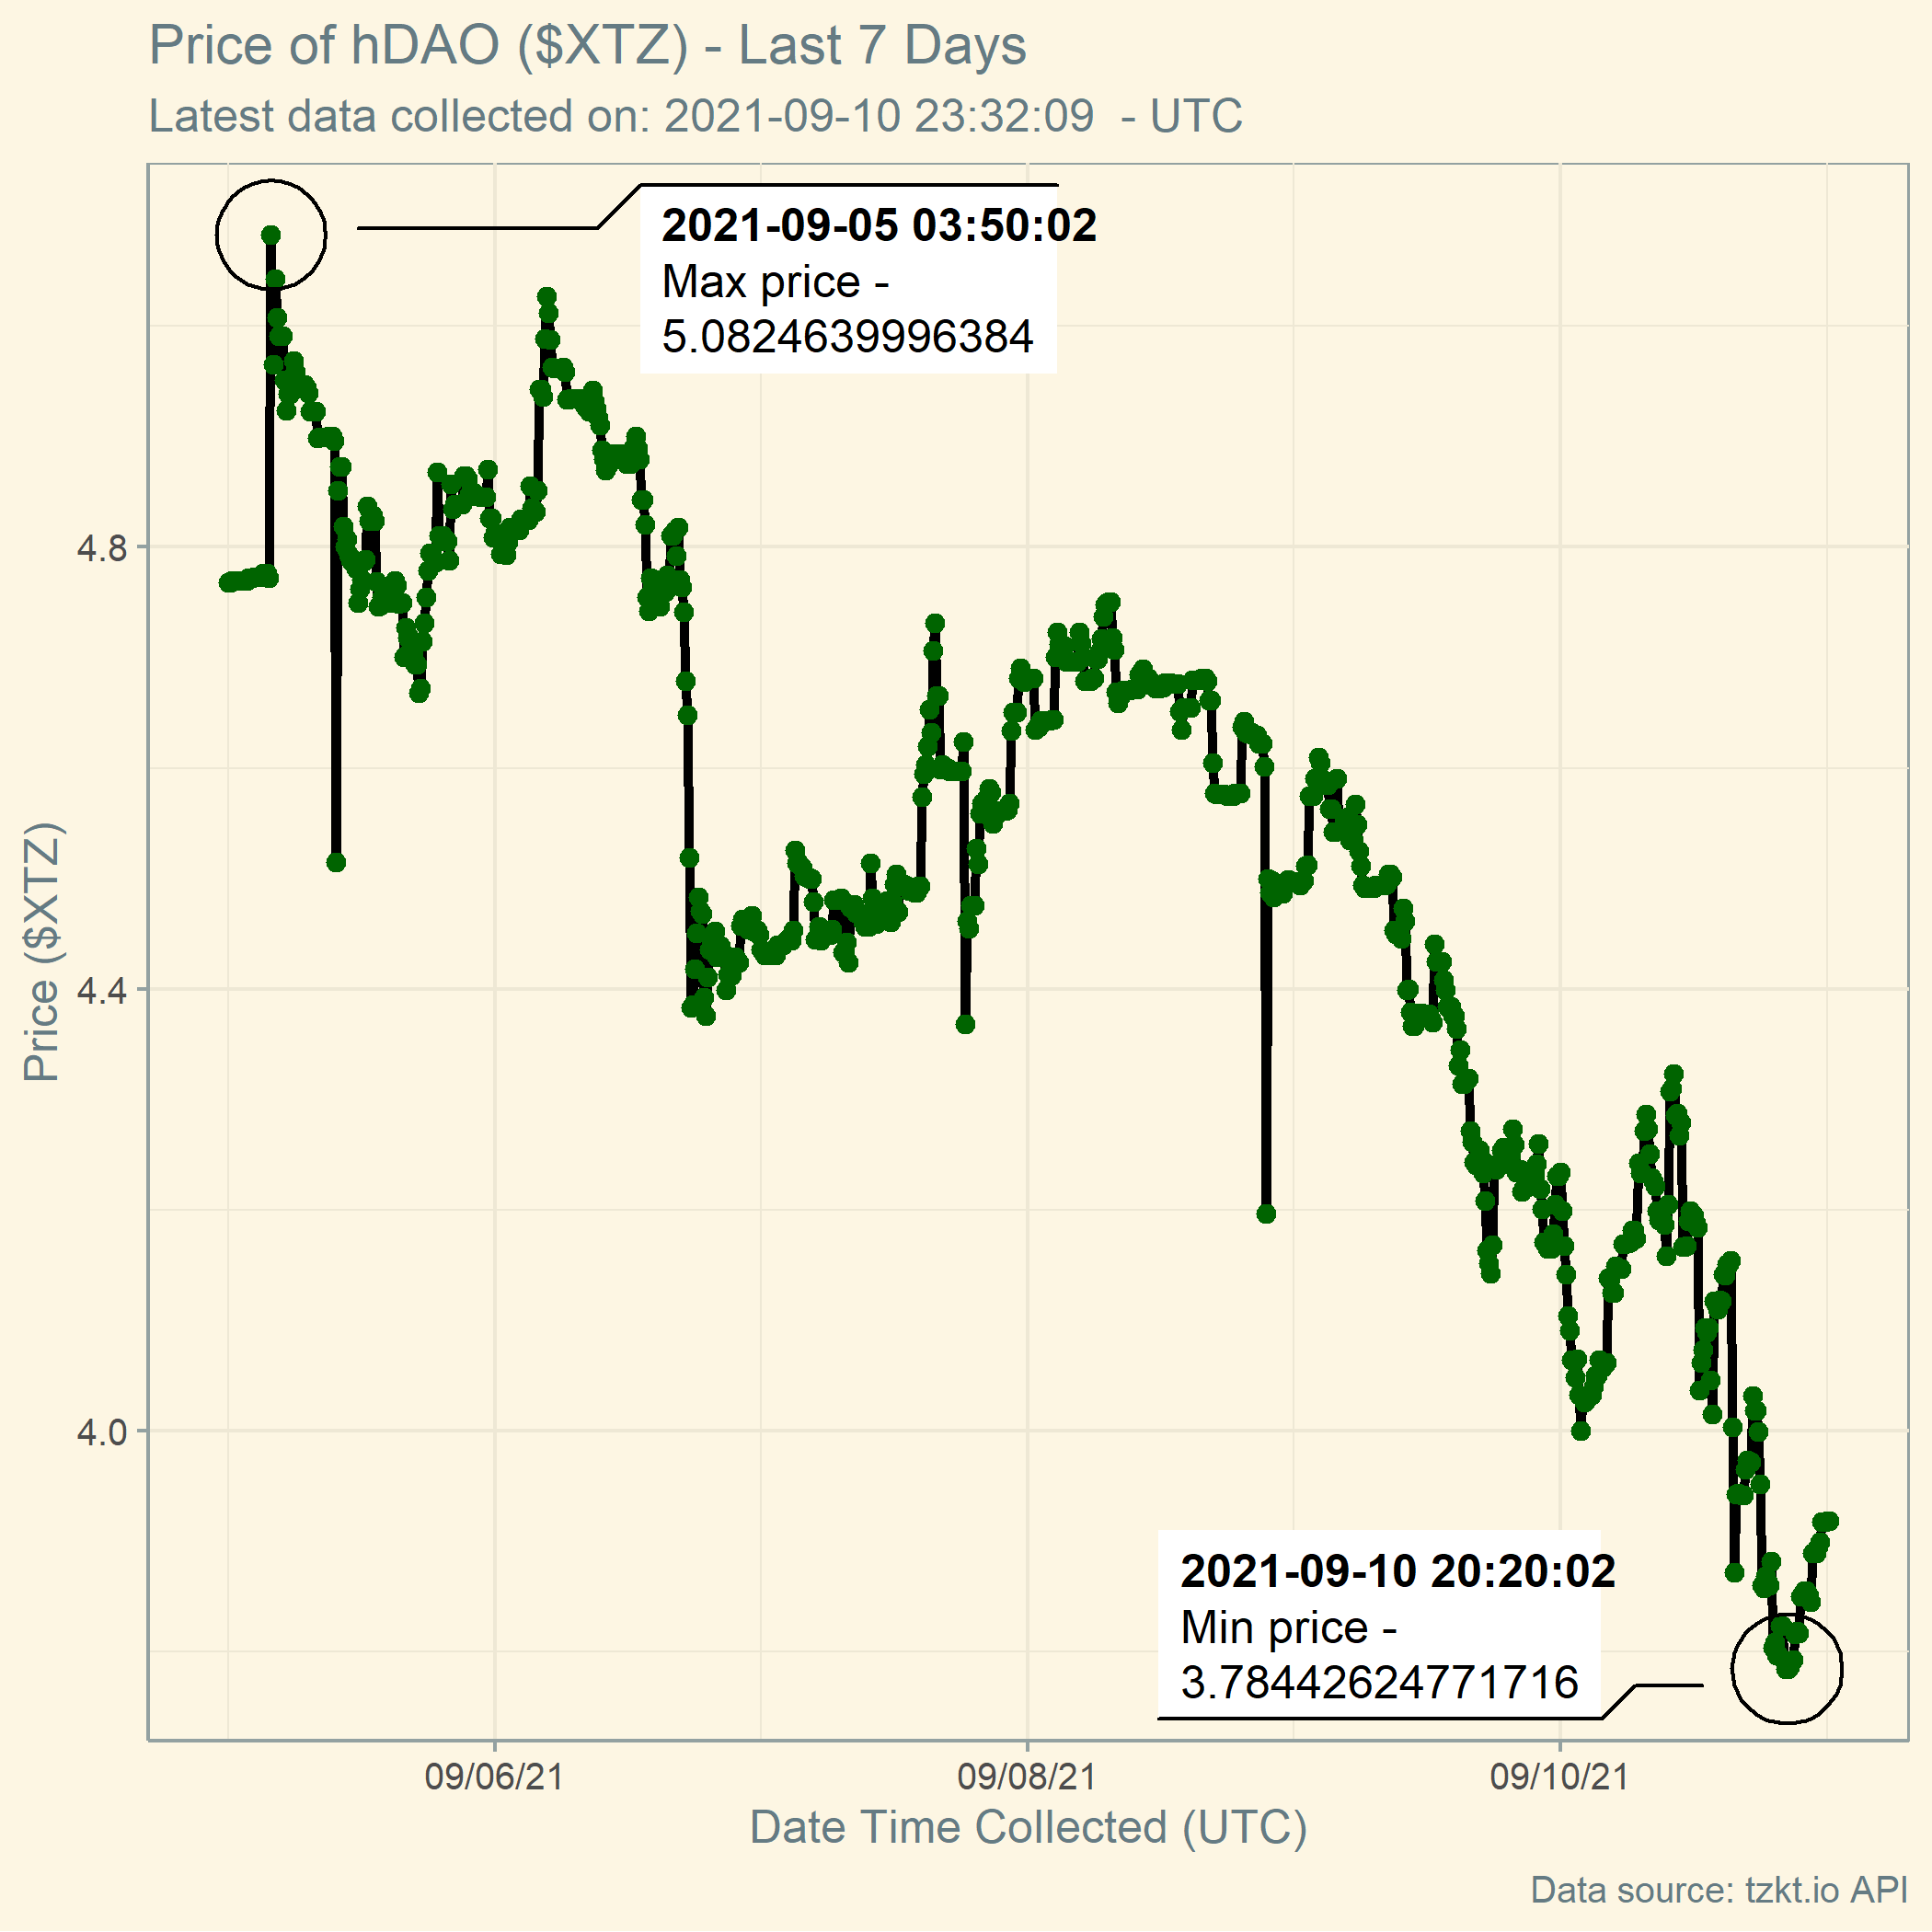 Price of hDAO ($XTZ) - Last 7 Days
Latest data collected on: 2021-09-10 23:32:09  - UTC
2021-09-05 03:50:02
Max price -
5.0824639996384
4.8
4.4
4.0
Price ($XTZ)
2021-09-10 20:20:02
Min price -
3.78442624771716
09/06/21
09/08/21
09/10/21
Date Time Collected (UTC)
Data source: tzkt.io API